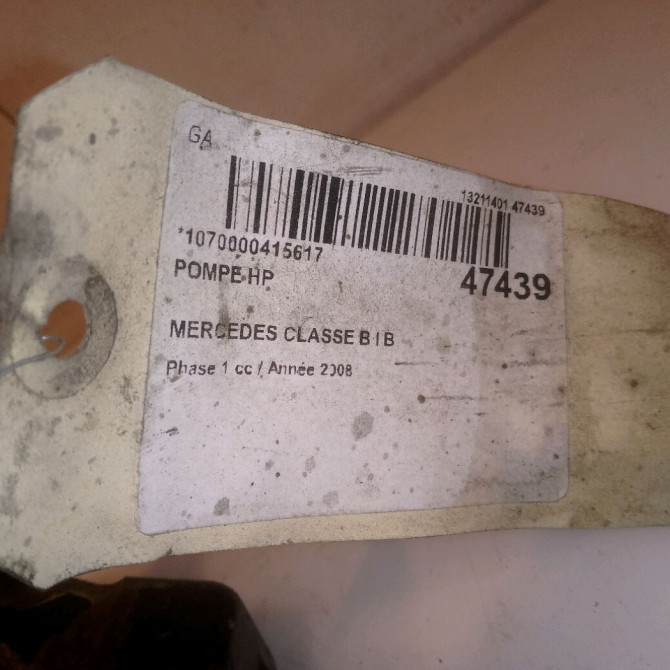 GA
13211401 47439
*1070000415617
47439
POMPE HP
MERCEDES CLASSE B I B
Phase 1 cc / Année 2008